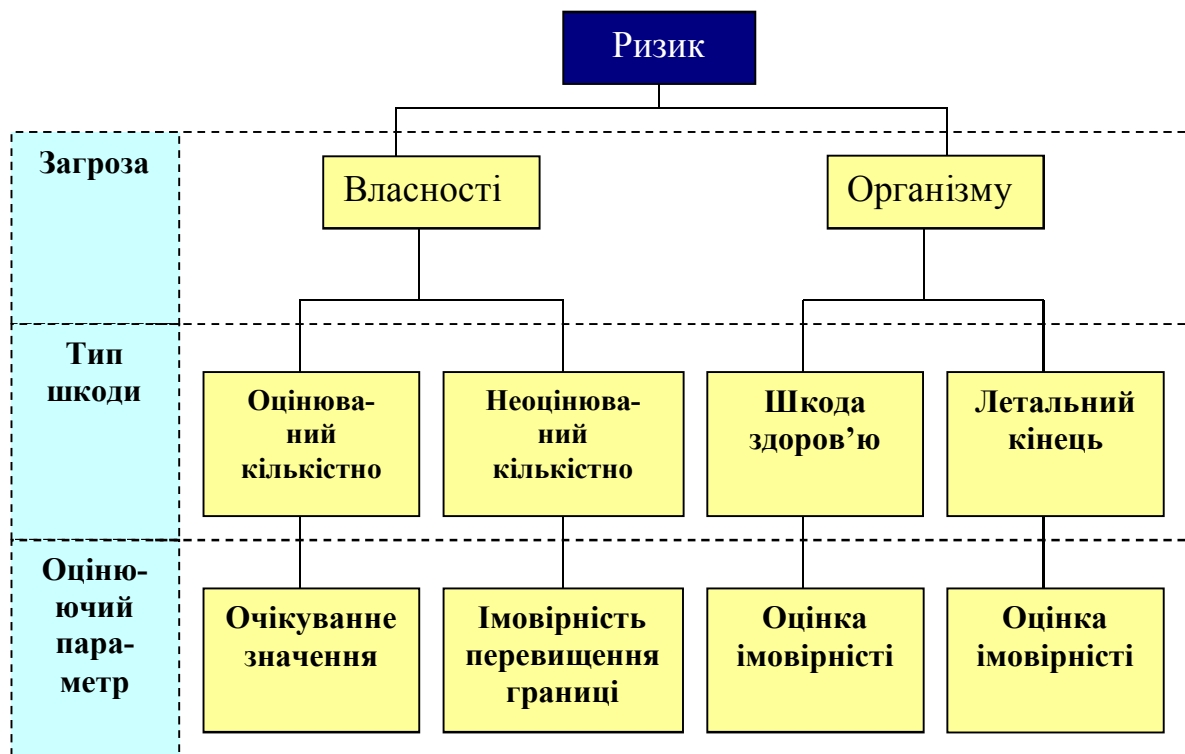 Ризик
Загроза
Власності
Організму
Тип
шкоди
Оцінюва-
ний
кількістно
Неоцінюва-
ний
кількістно
Шкода
здоров’ю
Летальний
кінець
Оціню-
ючий
пара-
метр
Очікуванне
значення
Імовірність
перевищення
границі
Оцінка
імовірністі
Оцінка
імовірністі